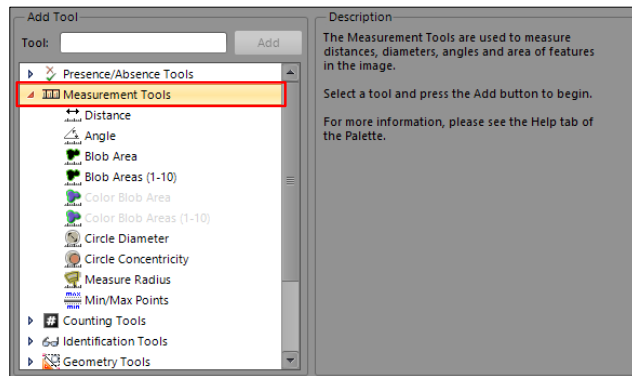 Add Tool
Tool:
Add
Presence/Absence Tools
Measurement Tools
Distance
Angle
Blob Area
Blob Areas (1-10)
Color Blob Area
Color Blob Areas (1-10)
Circle Diameter
Circle Concentricity
Measure Radius
max
min
Min/Max Points
# Counting Tools
Identification Tools
Geometry Tools
Description
The Measurement Tools are used to measure
distances, diameters, angles and area of features
in the image.
Select a tool and press the Add button to begin.
For more information, please see the Help tab of
the Palette.